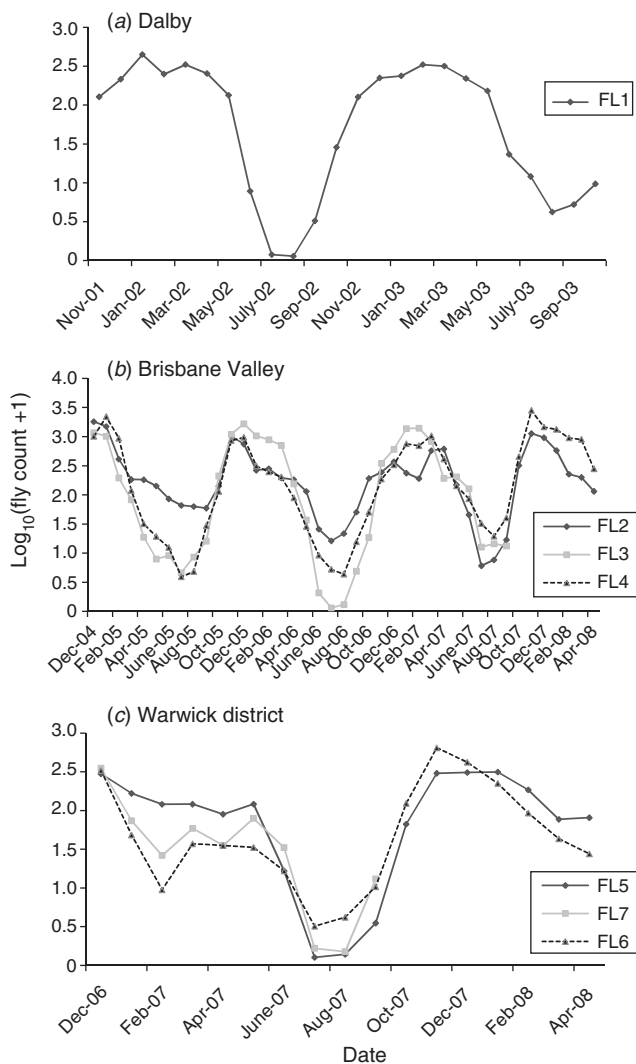 (a) Dalby
3.0
2.5
2.0
1.5
1.0
0.5
0
FL1
Nov-01
Jan-02
Mar-02
May-02
July-02
Sep-02
Nov-02
Jan-03
Mar-03
May-03
July-03
Sep-03
(b) Brisbane Valley
Log10(fly count +1)
4.0
3.5
3.0
2.5
2.0
1.5
1.0
0.5
0
FL2
FL3
FL4
Dec-04
Feb-05
Apr-05
June-05
Aug-05
Oct-05
Dec-05
Feb-06
Apr-06
June-06
Aug-06
Oct-06
Dec-06
Feb-07
Apr-07
June-07
Aug-07
Oct-07
Dec-07
Feb-08
Apr-08
(c) Warwick district
3.0
2.5
2.0
1.5
1.0
0.5
0
FL5
FL7
FL6
Dec-06
Feb-07
Apr-07
June-07
Aug-07
Oct-07
Dec-07
Feb-08
Apr-08
Date